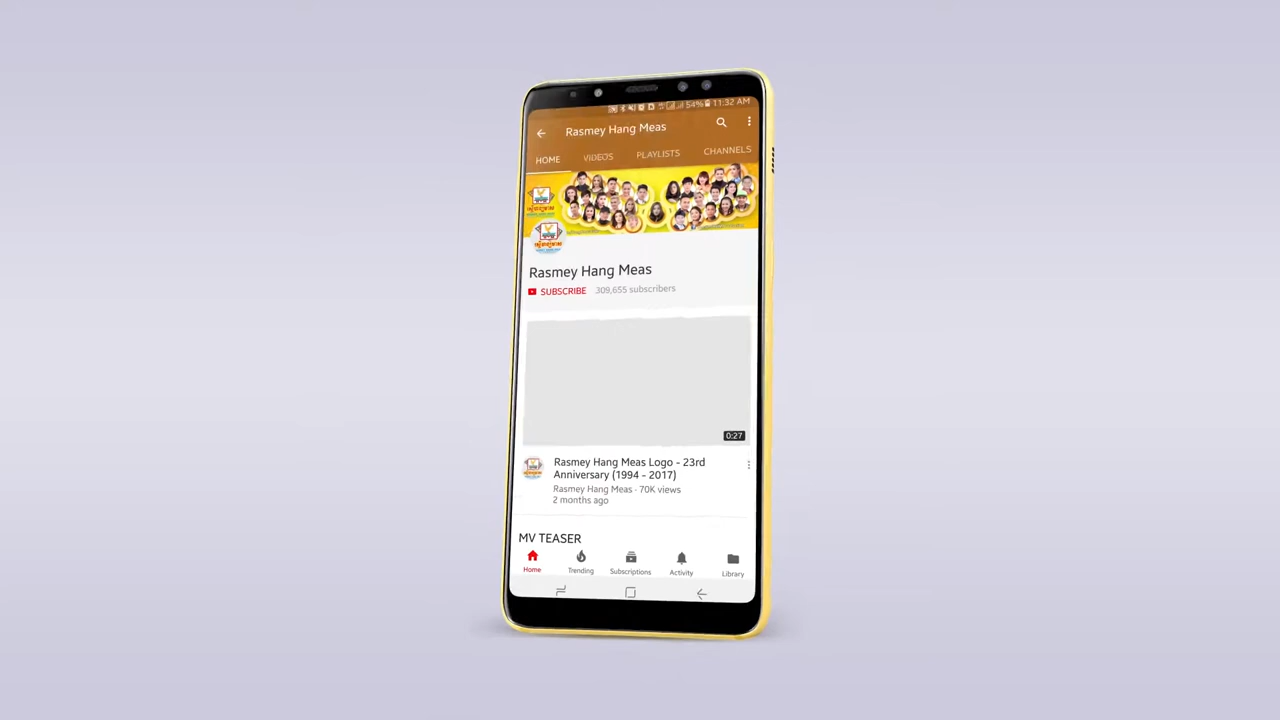 54% 11:32 AM
Rasmey Hang Meas
HOME VIDEOS PLAYLISTS CHANNELS
Rasmey Hang Meas
SUBSCRIBE 309,655 subscribers
0:27
Rasmey Hang Meas Logo - 23rd
Anniversary (1994 - 2017)
Rasmey Hang Meas · 70K views
2 months ago
MV TEASER
Home Trending Subscriptions Activity Library